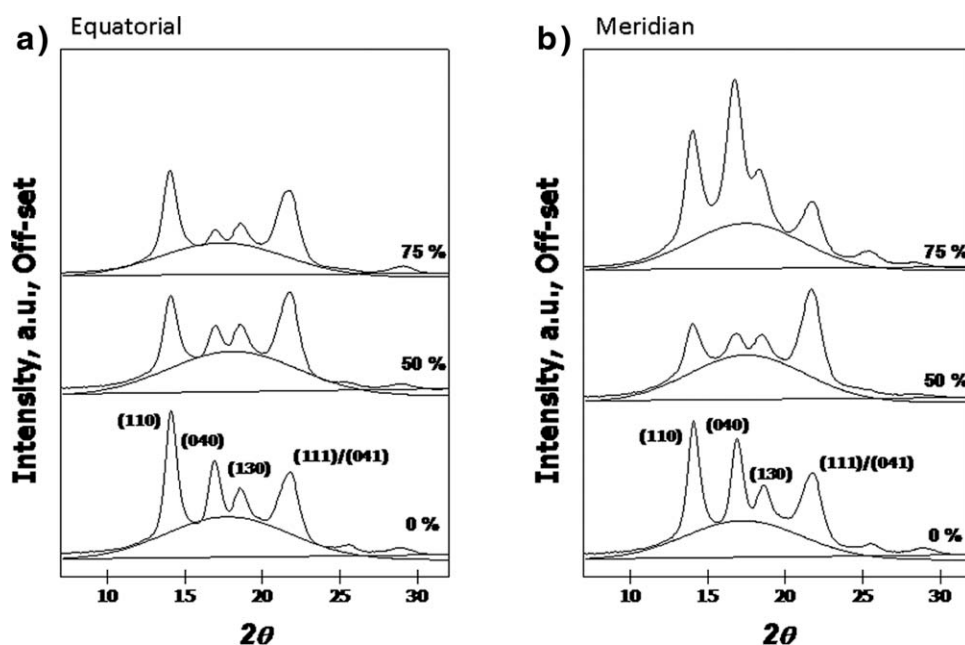 a) Equatorial
Intensity, a.u., Off-set
75 %
50 %
(110)
(040)
(130)
(111)/(041)
0 %
10 15 20 25 30
2θ
b) Meridian
Intensity, a.u., Off-set
75 %
50 %
(110)
(040)
(130)
(111)/(041)
0 %
10 15 20 25 30
2θ